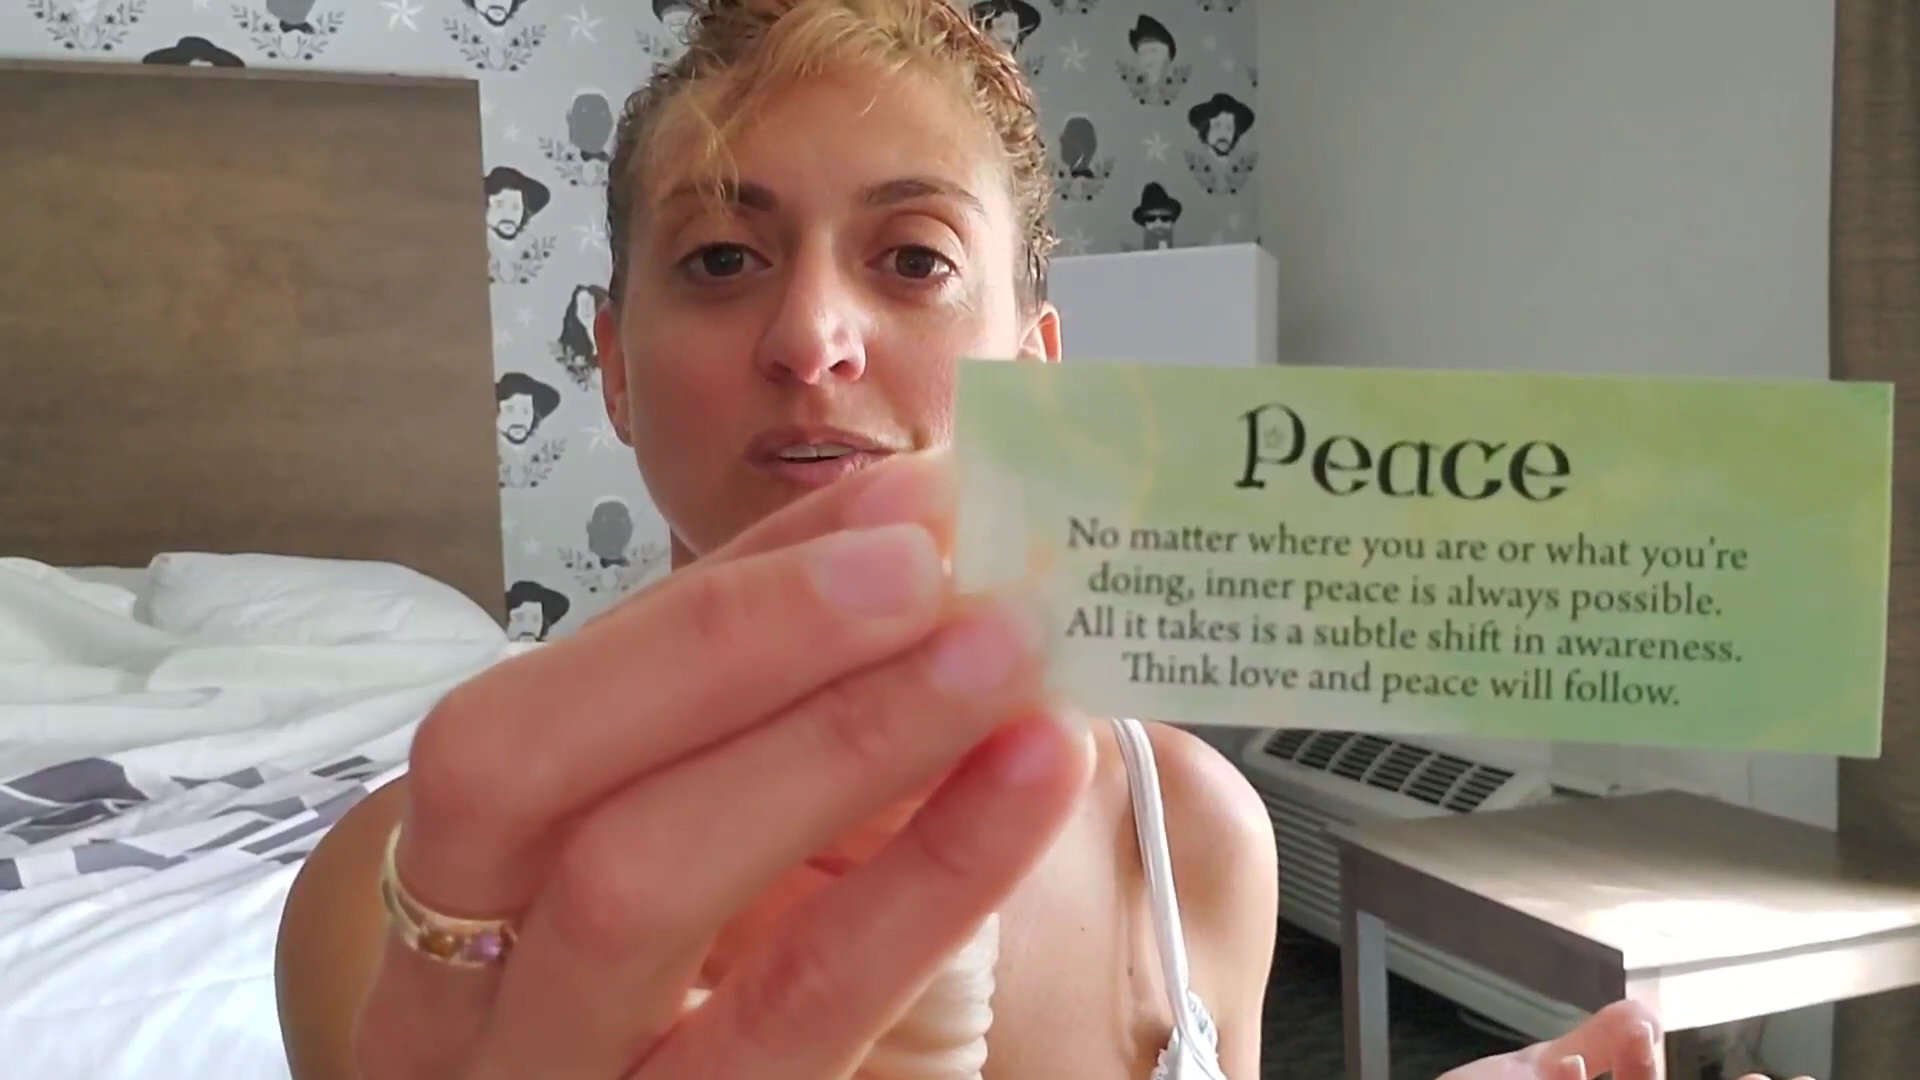 Peace
No matter where you are or what you're
doing, inner peace is always possible.
All it takes is a subtle shift in awareness.
Think love and peace will follow.